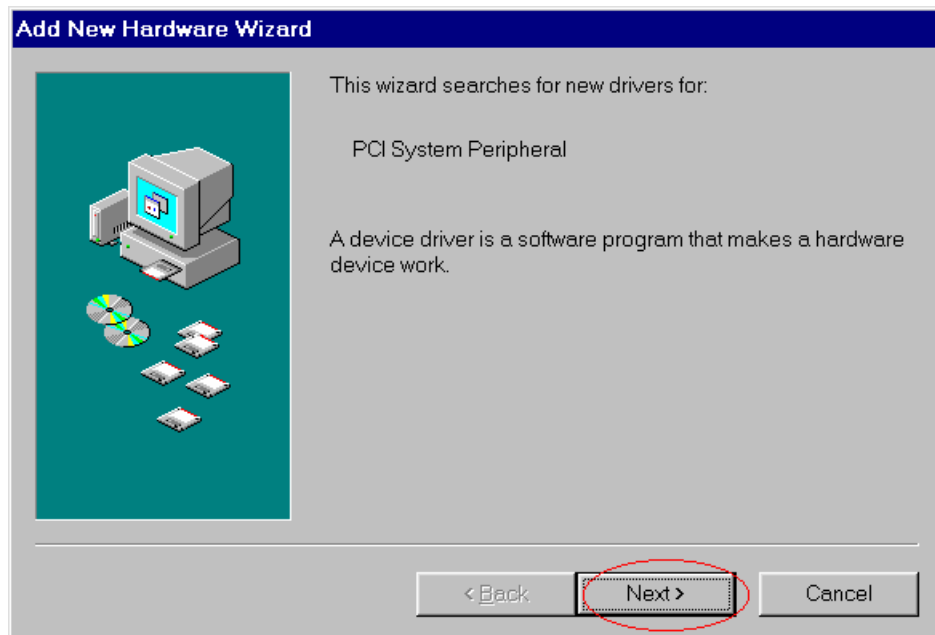 Add New Hardware Wizard
This wizard searches for new drivers for:
PCI System Peripheral
A device driver is a software program that makes a hardware
device work.
< Back
Next >
Cancel